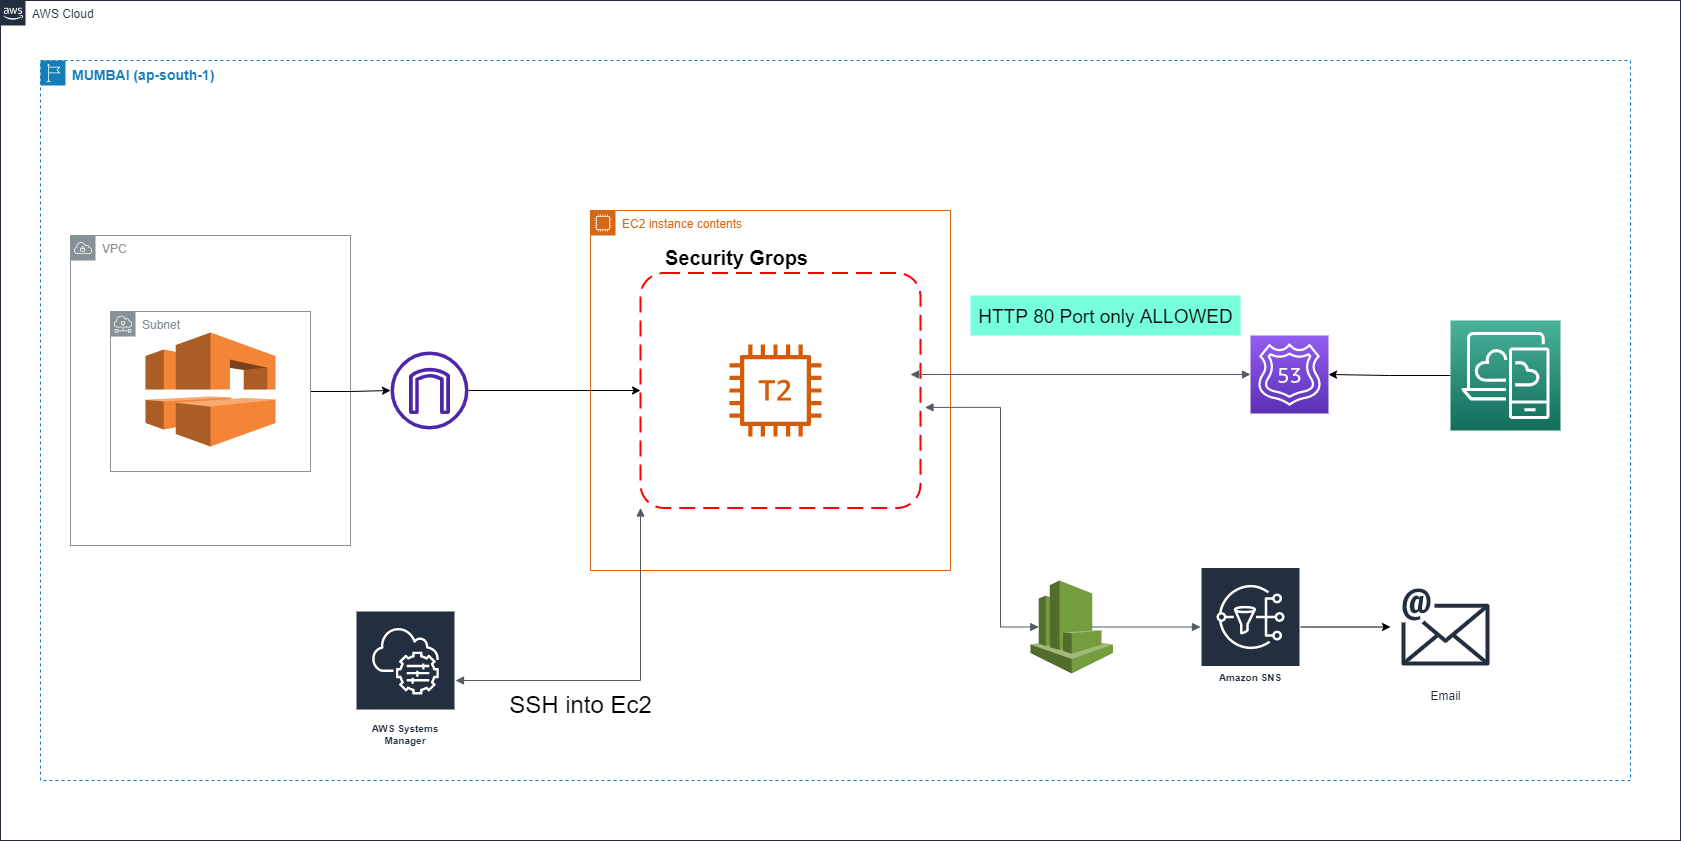 aws
AWS Cloud
MUMBAI (ap-south-1)
VPC
Subnet
EC2 instance contents
Security Grops
T2
HTTP 80 Port only ALLOWED
53
AWS Systems
Manager
SSH into Ec2
Amazon SNS
@
Email